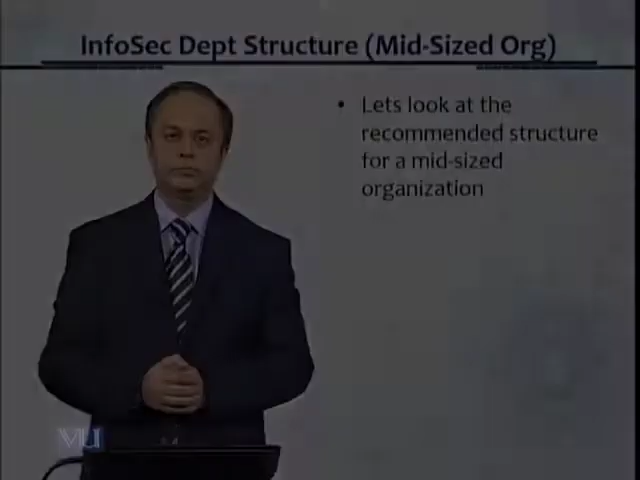 InfoSec Dept Structure (Mid-Sized Org)
• Lets look at the
recommended structure
for a mid-sized
organization
VU